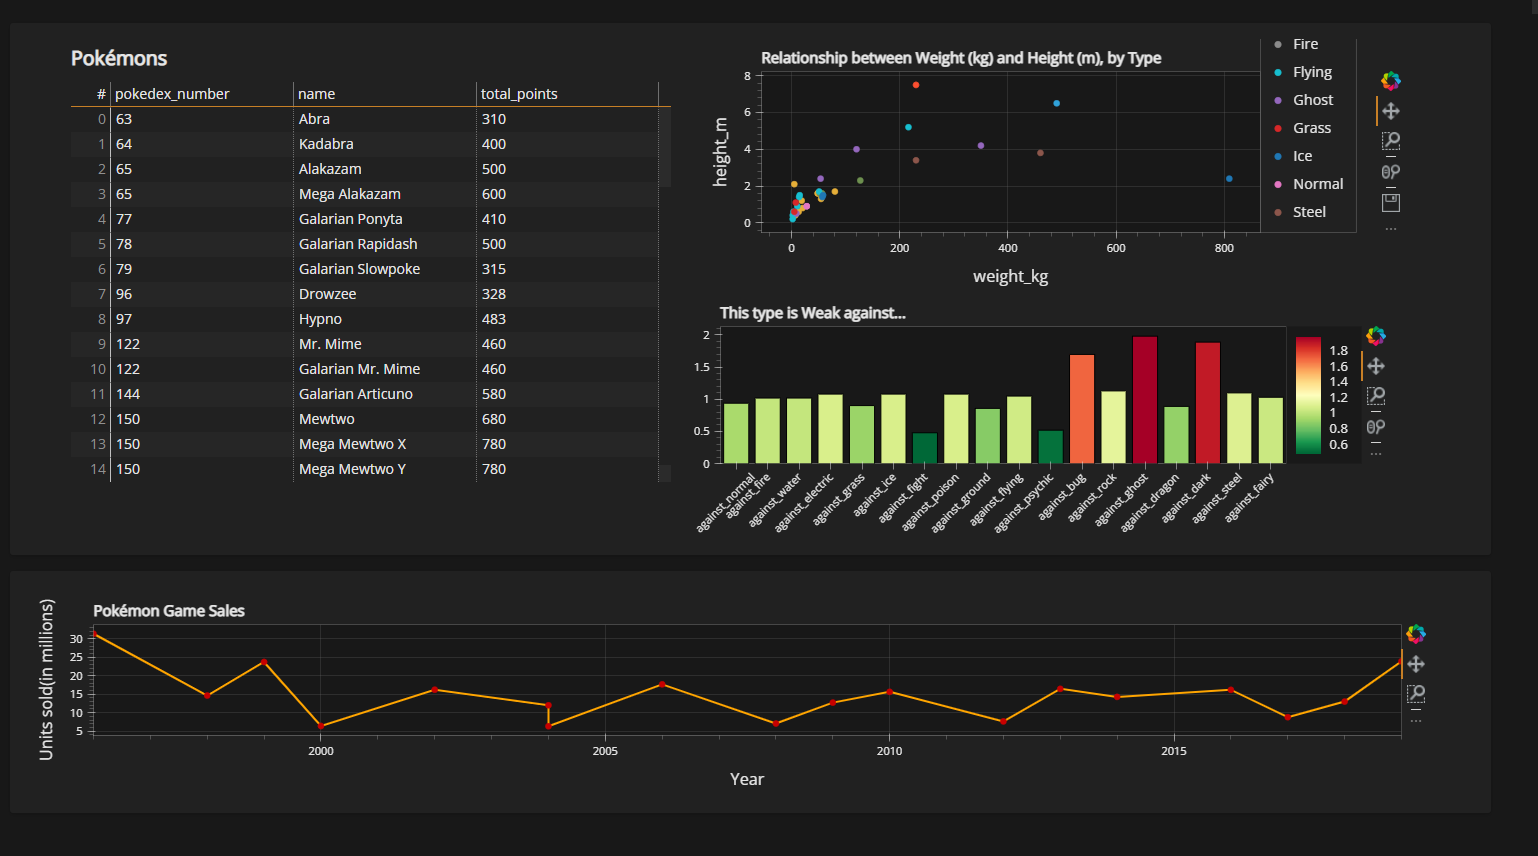 Pokémons
# pokedex_number name total_points
0 63 Abra 310
1 64 Kadabra 400
2 65 Alakazam 500
3 65 Mega Alakazam 600
4 77 Galarian Ponyta 410
5 78 Galarian Rapidash 500
6 79 Galarian Slowpoke 315
7 96 Drowzee 328
8 97 Hypno 483
9 122 Mr. Mime 460
10 122 Galarian Mr. Mime 460
11 144 Galarian Articuno 580
12 150 Mewtwo 680
13 150 Mega Mewtwo X 780
14 150 Mega Mewtwo Y 780
Relationship between Weight (kg) and Height (m), by Type
height_m
8
6
4
2
0
0 200 400 600 800
weight_kg
Fire
Flying
Ghost
Grass
Ice
Normal
Steel
This type is Weak against...
2
1.5
1
0.5
0
against_normal
against_fire
against_water
against_electric
against_grass
against_ice
against_fight
against_poison
against_ground
against_flying
against_psychic
against_bug
against_rock
against_ghost
against_dragon
against_dark
against_steel
against_fairy
1.8
1.6
1.4
1.2
1
0.8
0.6
Pokémon Game Sales
Units sold(in millions)
30
25
20
15
10
5
2000 2005 2010 2015
Year